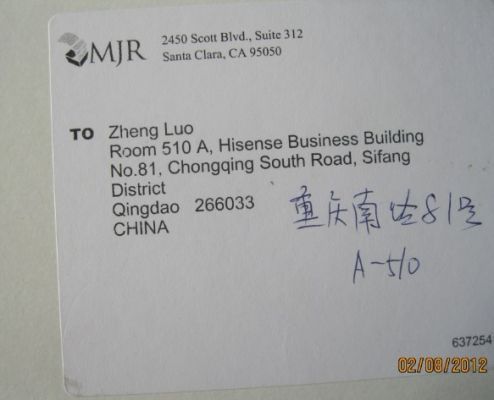 MJR
2450 Scott Blvd., Suite 312
Santa Clara, CA 95050
TO Zheng Luo
Room 510 A, Hisense Business Building
No.81, Chongqing South Road, Sifang
District
Qingdao 266033
CHINA
重庆南路81号
A-510
637254
02/08/2012